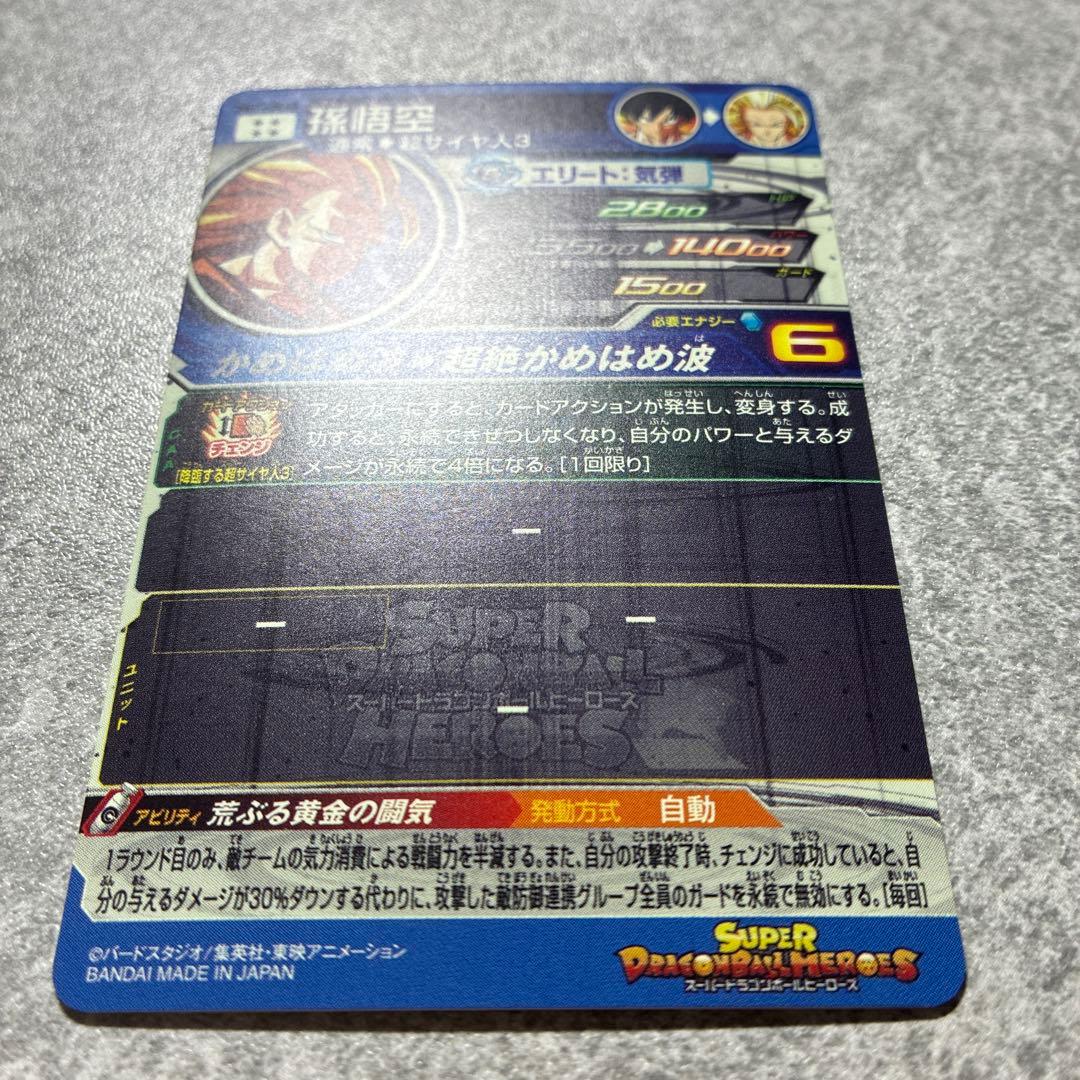 孫悟空
超サイヤ人3
エリート:気弾
2800
パワー
5500→14000
ガード
1500
必要エナジー
6
超絶かめはめ波
チェンジ
[降臨する超サイヤ人3]
ートアクションが発生し、変身する。成
功する 永続できぜつしなくなり、自分のパワーと与えるダ
メージが永続で4倍になる。[1回限り]
ー
ユニット
ー
ー
ー
SUPER
DRAGONBALL
スーパードラゴンボールヒーローズ
HEROES
アビリティ 荒ぶる黄金の闘気 発動方式 自動
1ラウンド目のみ、敵チームの気力消費による戦闘力を半減する。また、自分の攻撃終了時、チェンジに成功していると、自
分の与えるダメージが30%ダウンする代わりに、攻撃した敵防御連携グループ全員のガードを永続で無効にする。[毎回]
©バードスタジオ/集英社・東映アニメーション
BANDAI MADE IN JAPAN
SUPER
DRAGONBALL HEROES
スーパードラゴンボールヒーローズ